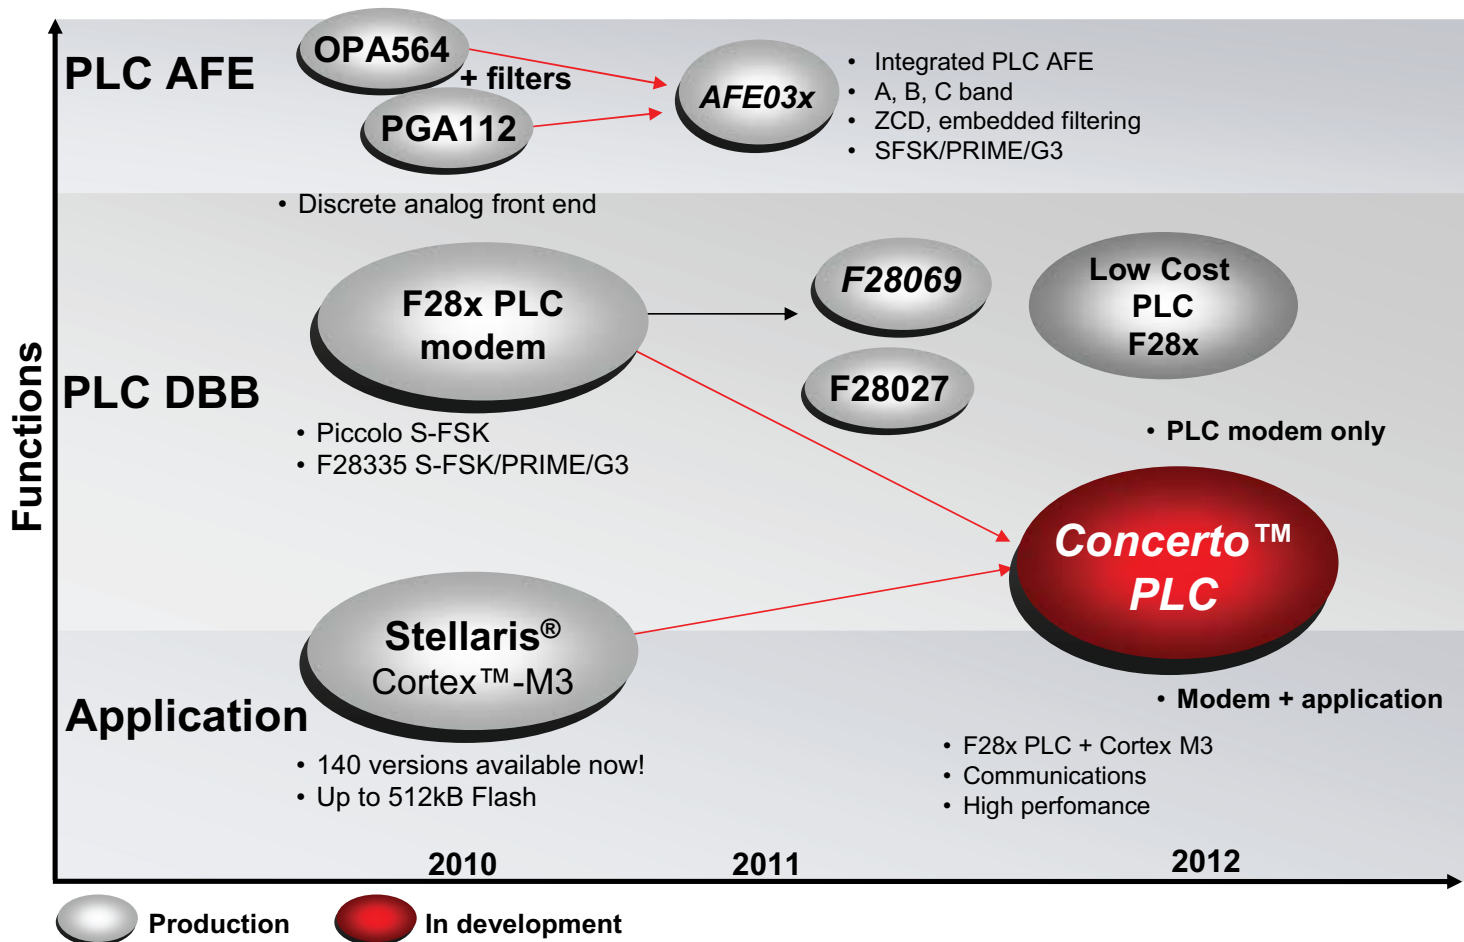 PLC AFE
OPA564
+ filters
PGA112
• Discrete analog front end
AFE03x
• Integrated PLC AFE
• A, B, C band
• ZCD, embedded filtering
• SFSK/PRIME/G3
Functions
PLC DBB
F28x PLC
modem
• Piccolo S-FSK
• F28335 S-FSK/PRIME/G3
F28069
F28027
Low Cost
PLC
F28x
• PLC modem only
Concerto™
PLC
• Modem + application
• F28x PLC + Cortex M3
• Communications
• High perfomance
Application
Stellaris®
Cortex™-M3
• 140 versions available now!
• Up to 512kB Flash
2010
2011
2012
Production
In development